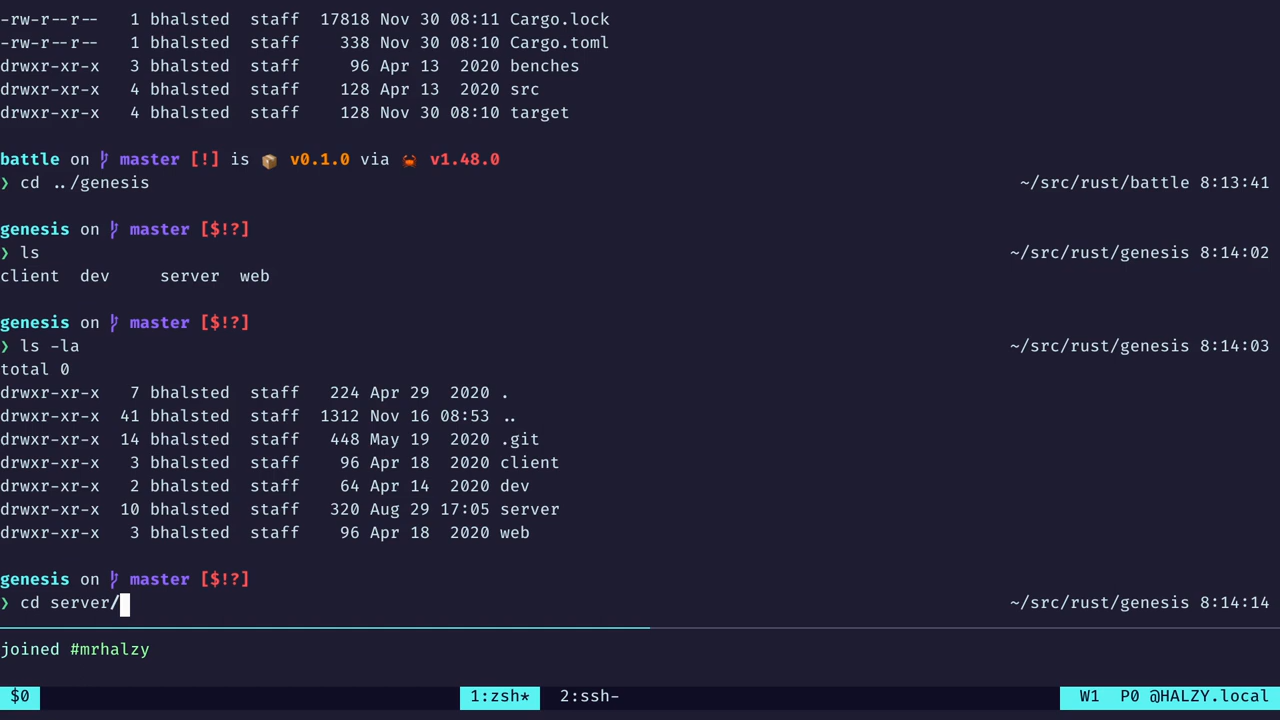 -rw-r--r-- 1 bhalsted staff 17818 Nov 30 08:11 Cargo.lock
-rw-r--r-- 1 bhalsted staff 338 Nov 30 08:10 Cargo.toml
drwxr-xr-x 3 bhalsted staff 96 Apr 13 2020 benches
drwxr-xr-x 4 bhalsted staff 128 Apr 13 2020 src
drwxr-xr-x 4 bhalsted staff 128 Nov 30 08:10 target
battle on master [!] is 📦 v0.1.0 via 🦀 v1.48.0
❯ cd ../genesis ~/src/rust/battle 8:13:41
genesis on master [$!?]
❯ ls ~/src/rust/genesis 8:14:02
client dev server web
genesis on master [$!?]
❯ ls -la ~/src/rust/genesis 8:14:03
total 0
drwxr-xr-x 7 bhalsted staff 224 Apr 29 2020 .
drwxr-xr-x 41 bhalsted staff 1312 Nov 16 08:53 ..
drwxr-xr-x 14 bhalsted staff 448 May 19 2020 .git
drwxr-xr-x 3 bhalsted staff 96 Apr 18 2020 client
drwxr-xr-x 2 bhalsted staff 64 Apr 14 2020 dev
drwxr-xr-x 10 bhalsted staff 320 Aug 29 17:05 server
drwxr-xr-x 3 bhalsted staff 96 Apr 18 2020 web
genesis on master [$!?]
❯ cd server/ ~/src/rust/genesis 8:14:14
joined #mrhalzy
$0 1:zsh* 2:ssh- W1 P0 @HALZY.local